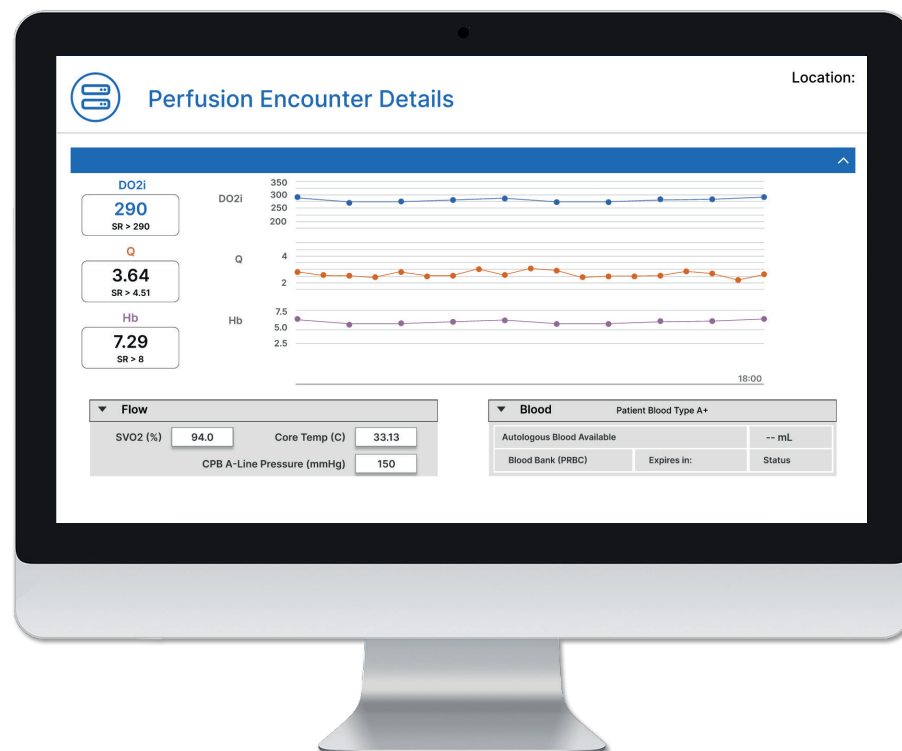 Location:
Perfusion Encounter Details
DO2i
290
SR > 290
DO2i
350
300
250
200
Q
3.64
SR > 4.51
Q
4
2
Hb
7.29
SR > 8
Hb
7.5
5.0
2.5
18:00
Flow
SVO2 (%) 94.0 Core Temp (C) 33.13
CPB A-Line Pressure (mmHg) 150
Blood Patient Blood Type A+
Autologous Blood Available -- mL
Blood Bank (PRBC) Expires in: Status